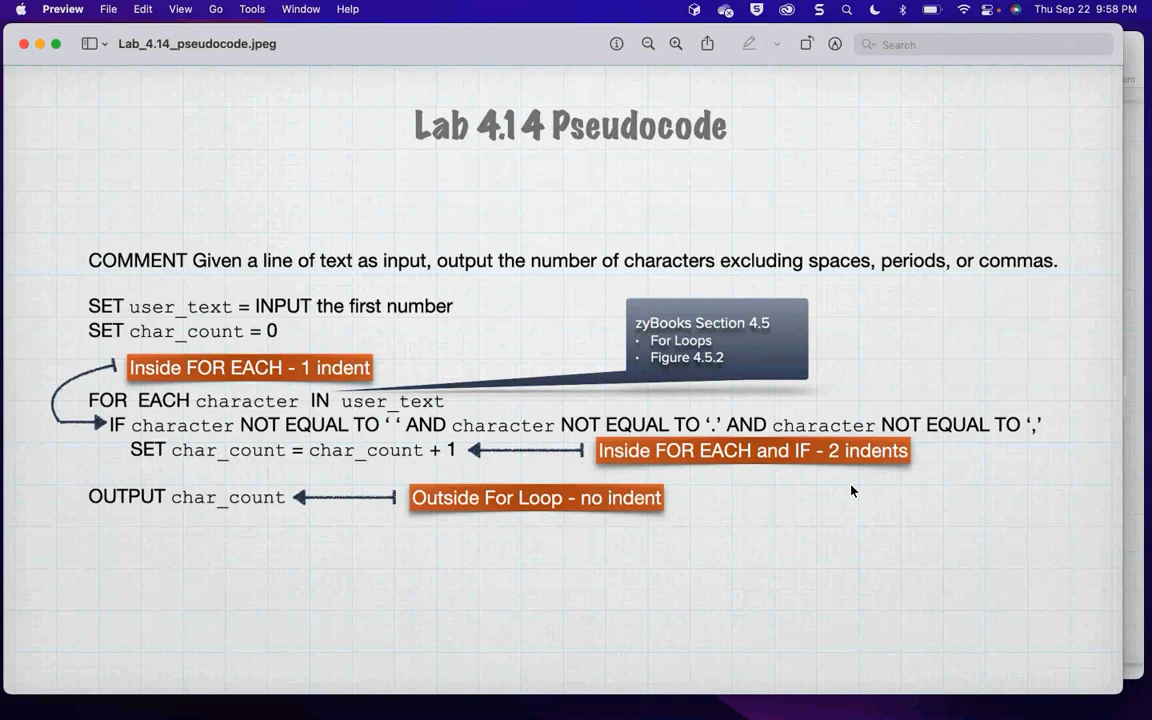 Preview File Edit View Go Tools Window Help Thu Sep 22 9:58 PM
Lab_4.14_pseudocode.jpeg Search
Lab 4.14 Pseudocode
COMMENT Given a line of text as input, output the number of characters excluding spaces, periods, or commas.
SET user_text = INPUT the first number
SET char_count = 0
zyBooks Section 4.5
• For Loops
• Figure 4.5.2
Inside FOR EACH - 1 indent
FOR EACH character IN user_text
IF character NOT EQUAL TO ‘ ‘ AND character NOT EQUAL TO ‘.’ AND character NOT EQUAL TO ‘,’
SET char_count = char_count + 1 Inside FOR EACH and IF - 2 indents
OUTPUT char_count Outside For Loop - no indent